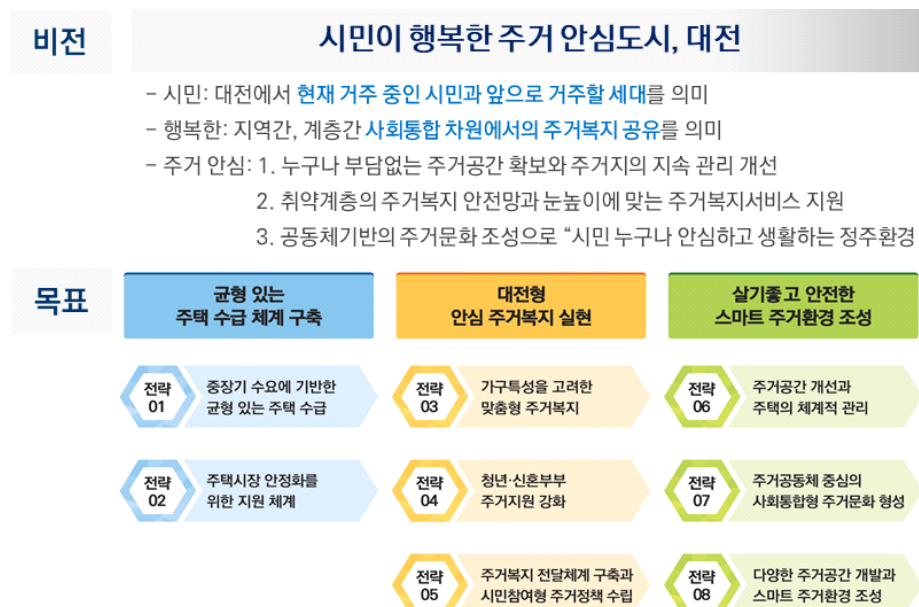 비전
시민이 행복한 주거 안심도시, 대전
- 시민: 대전에서 현재 거주 중인 시민과 앞으로 거주할 세대를 의미
- 행복한: 지역간, 계층간 사회통합 차원에서의 주거복지 공유를 의미
- 주거 안심: 1. 누구나 부담없는 주거공간 확보와 주거지의 지속 관리 개선
2. 취약계층의 주거복지 안전망과 눈높이에 맞는 주거복지서비스 지원
3. 공동체기반의 주거문화 조성으로 “시민 누구나 안심하고 생활하는 정주환경
목표
균형 있는
주택 수급 체계 구축
전략
01
중장기 수요에 기반한
균형 있는 주택 수급
전략
02
주택시장 안정화를
위한 지원 체계
대전형
안심 주거복지 실현
전략
03
가구특성을 고려한
맞춤형 주거복지
전략
04
청년·신혼부부
주거지원 강화
전략
05
주거복지 전달체계 구축과
시민참여형 주거정책 수립
살기좋고 안전한
스마트 주거환경 조성
전략
06
주거공간 개선과
주택의 체계적 관리
전략
07
주거공동체 중심의
사회통합형 주거문화 형성
전략
08
다양한 주거공간 개발과
스마트 주거환경 조성